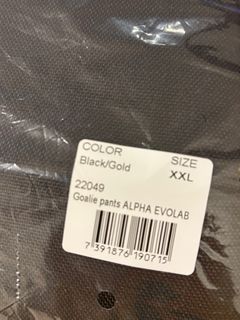 COLOR SIZE
Black/Gold XXL
22049
Goalie pants ALPHA EVOLAB
7 391876 190715